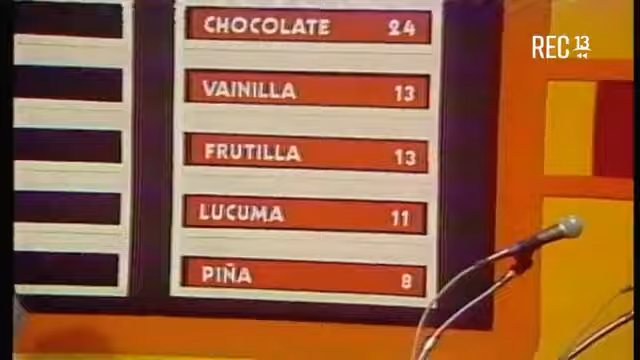 CHOCOLATE 24
REC 13
VAINILLA 13
FRUTILLA 13
LUCUMA 11
PIÑA 8